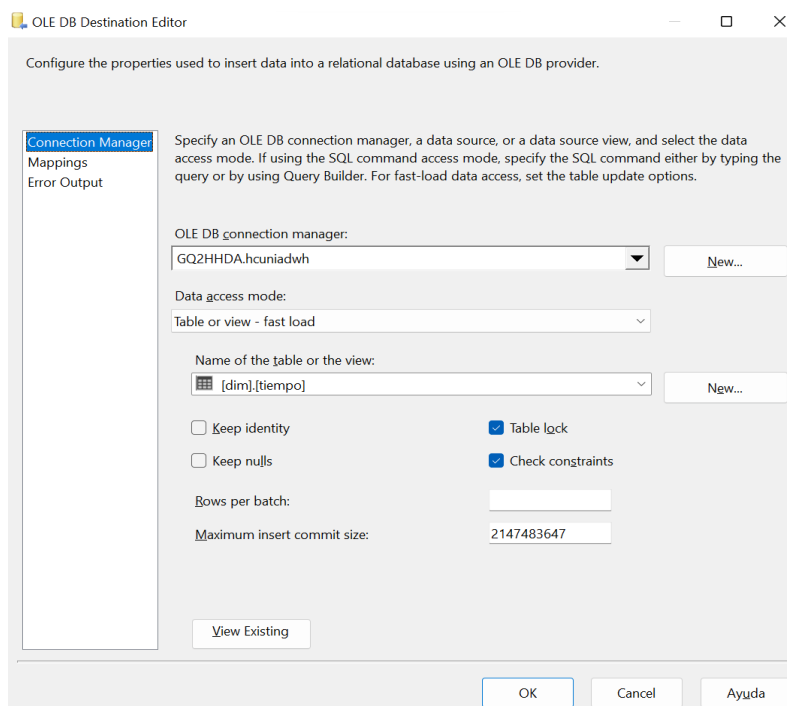 OLE DB Destination Editor
Configure the properties used to insert data into a relational database using an OLE DB provider.
Connection Manager
Mappings
Error Output
Specify an OLE DB connection manager, a data source, or a data source view, and select the data
access mode. If using the SQL command access mode, specify the SQL command either by typing the
query or by using Query Builder. For fast-load data access, set the table update options.
OLE DB connection manager:
GQ2HHDA.hcuniadwh
New...
Data access mode:
Table or view - fast load
Name of the table or the view:
[dim].[tiempo]
New...
Keep identity
Table lock
Keep nulls
Check constraints
Rows per batch:
Maximum insert commit size:
2147483647
View Existing
OK
Cancel
Ayuda